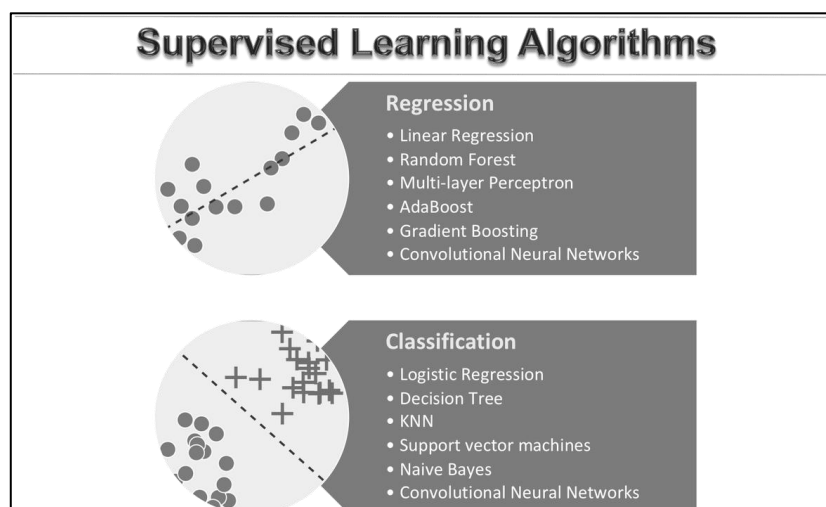 Supervised Learning Algorithms
Regression
• Linear Regression
• Random Forest
• Multi-layer Perceptron
• AdaBoost
• Gradient Boosting
• Convolutional Neural Networks
Classification
• Logistic Regression
• Decision Tree
• KNN
• Support vector machines
• Naive Bayes
• Convolutional Neural Networks